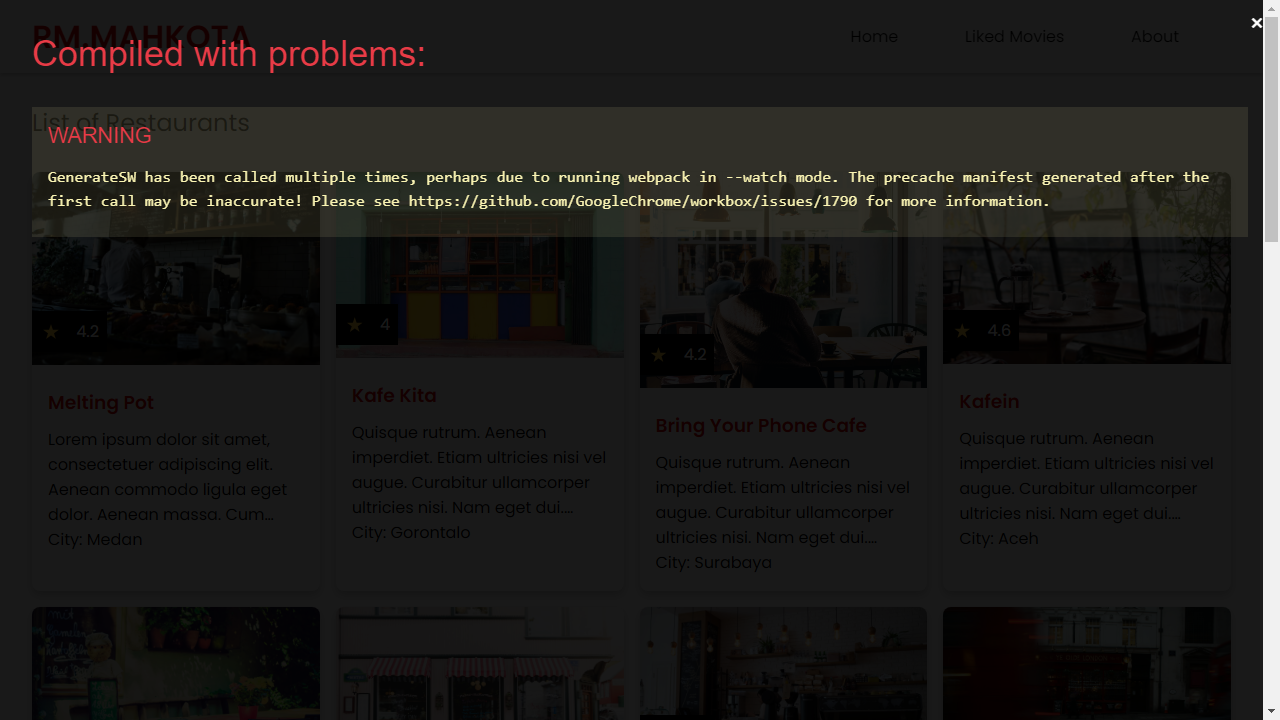 RM.MAHKOTA
Home
Liked Movies
About
Compiled with problems:
List of Restaurants
WARNING
GenerateSW has been called multiple times, perhaps due to running webpack in --watch mode. The precache manifest generated after the
first call may be inaccurate! Please see https://github.com/GoogleChrome/workbox/issues/1790 for more information.
★ 4.2
Melting Pot
Lorem ipsum dolor sit amet,
consectetuer adipiscing elit.
Aenean commodo ligula eget
dolor. Aenean massa. Cum...
City: Medan
★ 4
Kafe Kita
Quisque rutrum. Aenean
imperdiet. Etiam ultricies nisi vel
augue. Curabitur ullamcorper
ultricies nisi. Nam eget dui....
City: Gorontalo
★ 4.2
Bring Your Phone Cafe
Quisque rutrum. Aenean
imperdiet. Etiam ultricies nisi vel
augue. Curabitur ullamcorper
ultricies nisi. Nam eget dui....
City: Surabaya
★ 4.6
Kafein
Quisque rutrum. Aenean
imperdiet. Etiam ultricies nisi vel
augue. Curabitur ullamcorper
ultricies nisi. Nam eget dui....
City: Aceh